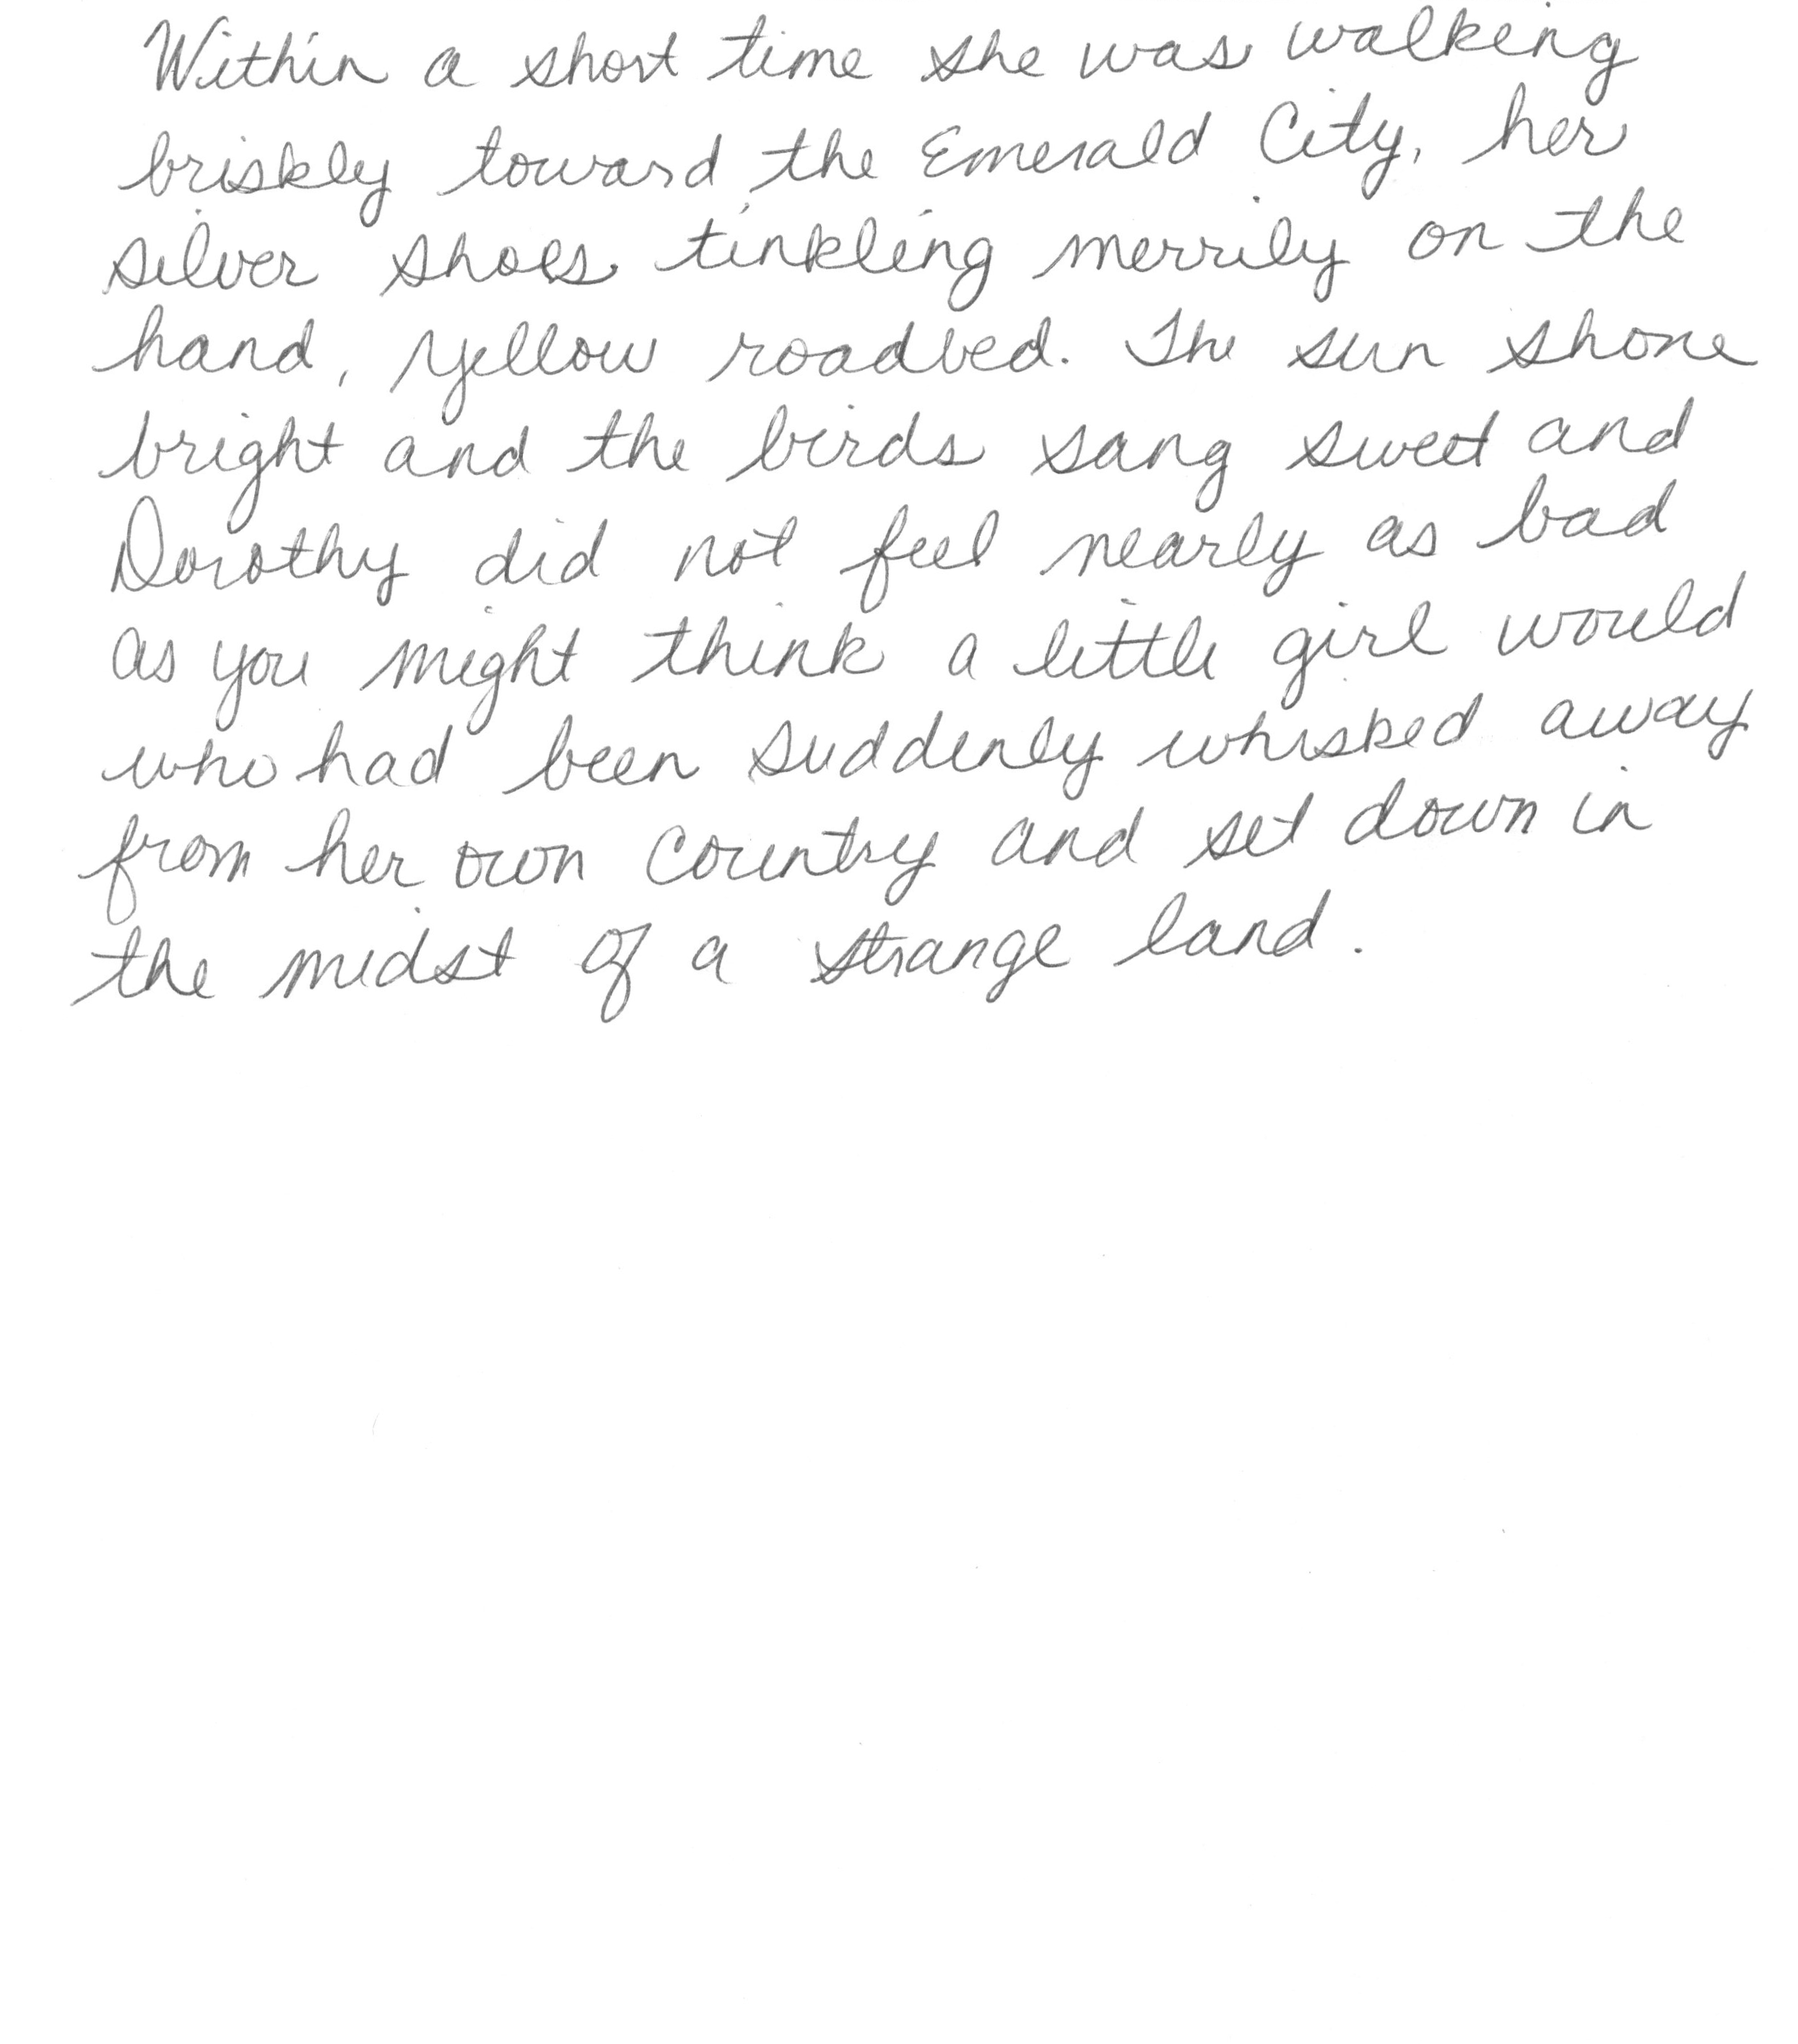 Within a short time she was walking
briskly toward the Emerald City, her
silver shoes tinkling merrily on the
hard, yellow roadbed. The sun shone
bright and the birds sang sweet and
Dorothy did not feel nearly as bad
as you might think a little girl would
who had been suddenly whisked away
from her own country and set down in
the midst of a strange land.